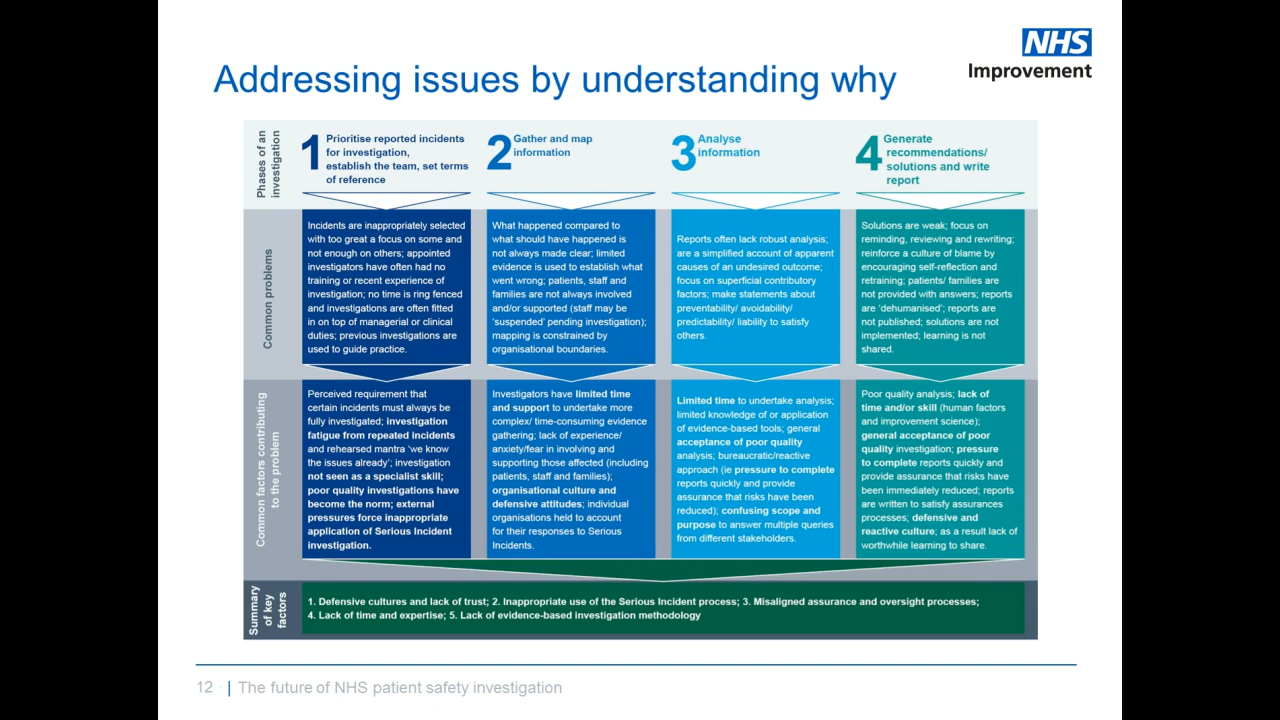 NHS
Improvement
Addressing issues by understanding why
Phases of an
investigation
1
Prioritise reported incidents
for investigation,
establish the team, set terms
of reference
2
Gather and map
information
3
Analyse
information
4
Generate
recommendations/
solutions and write
report
Common problems
Incidents are inappropriately selected
with too great a focus on some and
not enough on others; appointed
investigators have often had no
training or recent experience of
investigation; no time is ring fenced
and investigations are often fitted
in on top of managerial or clinical
duties; previous investigations are
used to guide practice.
What happened compared to
what should have happened is
not always made clear; limited
evidence is used to establish what
went wrong; patients, staff and
families are not always involved
and/or supported (staff may be
‘suspended’ pending investigation);
mapping is constrained by
organisational boundaries.
Reports often lack robust analysis;
are a simplified account of apparent
causes of an undesired outcome;
focus on superficial contributory
factors; make statements about
preventability/ avoidability/
predictability/ liability to satisfy
others.
Solutions are weak; focus on
reminding, reviewing and rewriting;
reinforce a culture of blame by
encouraging self-reflection and
retraining; patients/ families are
not provided with answers; reports
are ‘dehumanised’; reports are
not published; solutions are not
implemented; learning is not
shared.
Common factors contributing
to the problem
Perceived requirement that
certain incidents must always be
fully investigated; investigation
fatigue from repeated incidents
and rehearsed mantra ‘we know
the issues already’; investigation
not seen as a specialist skill;
poor quality investigations have
become the norm; external
pressures force inappropriate
application of Serious Incident
investigation.
Investigators have limited time
and support to undertake more
complex/ time-consuming evidence
gathering; lack of experience/
anxiety/fear in involving and
supporting those affected (including
patients, staff and families);
organisational culture and
defensive attitudes; individual
organisations held to account
for their responses to Serious
Incidents.
Limited time to undertake analysis;
limited knowledge of or application
of evidence-based tools; general
acceptance of poor quality
analysis; bureaucratic/reactive
approach (ie pressure to complete
reports quickly and provide
assurance that risks have been
reduced); confusing scope and
purpose to answer multiple queries
from different stakeholders.
Poor quality analysis; lack of
time and/or skill (human factors
and improvement science);
general acceptance of poor
quality investigation; pressure
to complete reports quickly and
provide assurance that risks have
been immediately reduced; reports
are written to satisfy assurances
processes; defensive and
reactive culture; as a result lack of
worthwhile learning to share.
Summary
of key
factors
1. Defensive cultures and lack of trust; 2. Inappropriate use of the Serious Incident process; 3. Misaligned assurance and oversight processes;
4. Lack of time and expertise; 5. Lack of evidence-based investigation methodology
12 | The future of NHS patient safety investigation